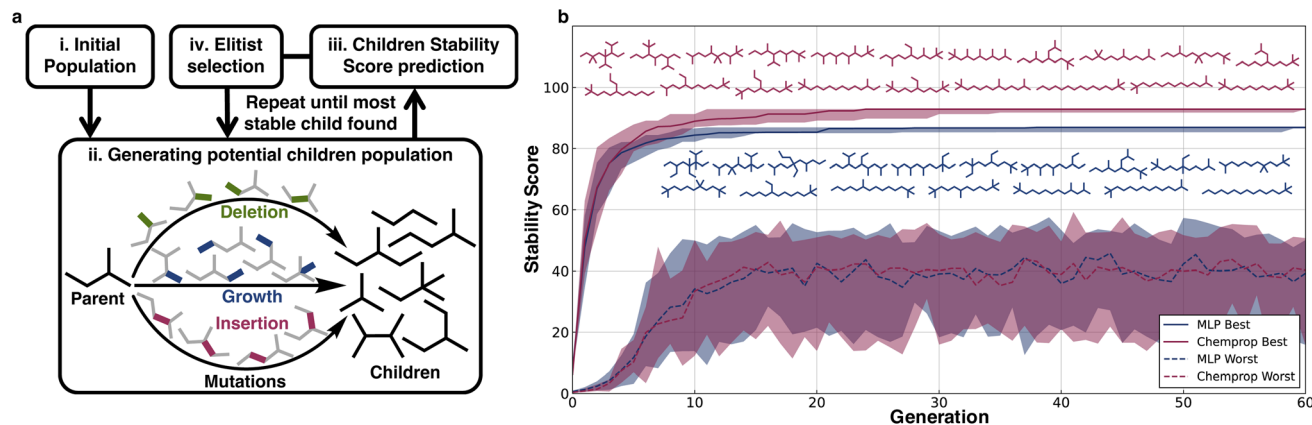 a
i. Initial
Population
iv. Elitist
selection
iii. Children Stability
Score prediction
Repeat until most
stable child found
ii. Generating potential children population
Deletion
Parent
Growth
Insertion
Mutations
Children
b
Stability Score
100
80
60
40
20
0
0
10
20
30
40
50
60
Generation
MLP Best
Chemprop Best
MLP Worst
Chemprop Worst